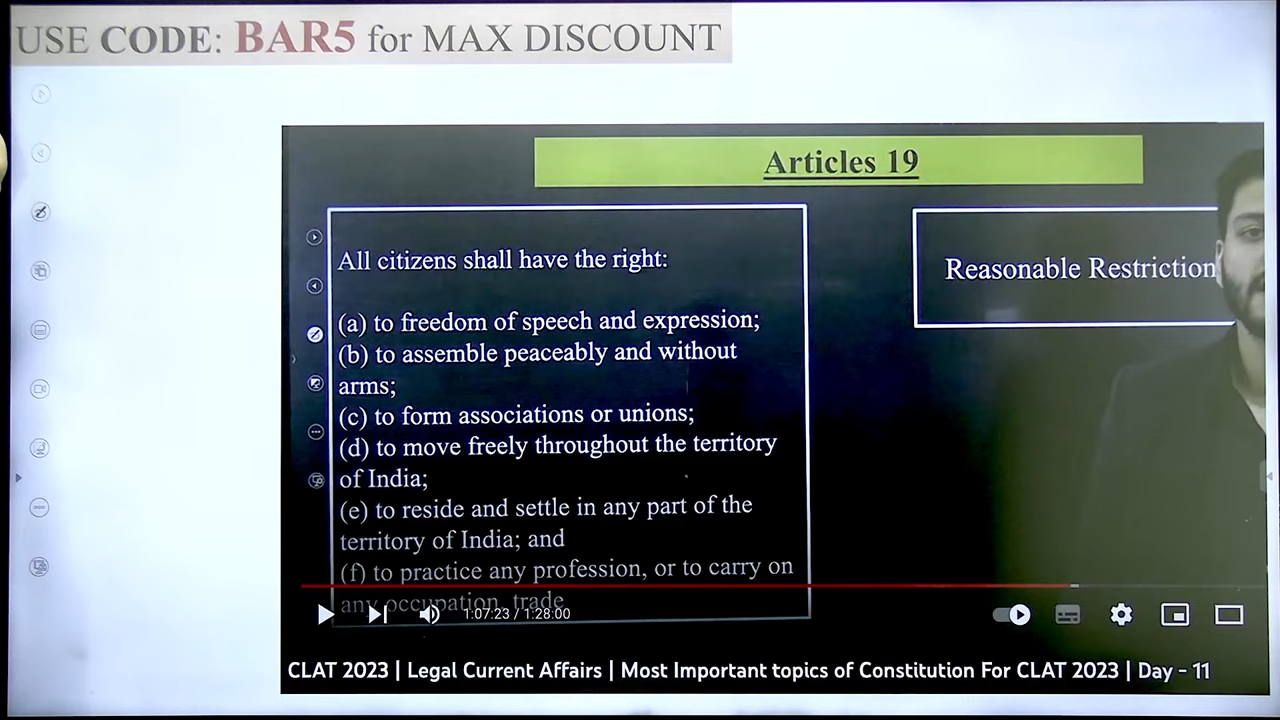 USE CODE: BAR5 for MAX DISCOUNT
Articles 19
All citizens shall have the right:
(a) to freedom of speech and expression;
(b) to assemble peaceably and without
arms;
(c) to form associations or unions;
(d) to move freely throughout the territory
of India;
(e) to reside and settle in any part of the
territory of India; and
(f) to practice any profession, or to carry on
any occupation, trade
Reasonable Restriction
1:07:23 / 1:28:00
CLAT 2023 | Legal Current Affairs | Most Important topics of Constitution For CLAT 2023 | Day - 11